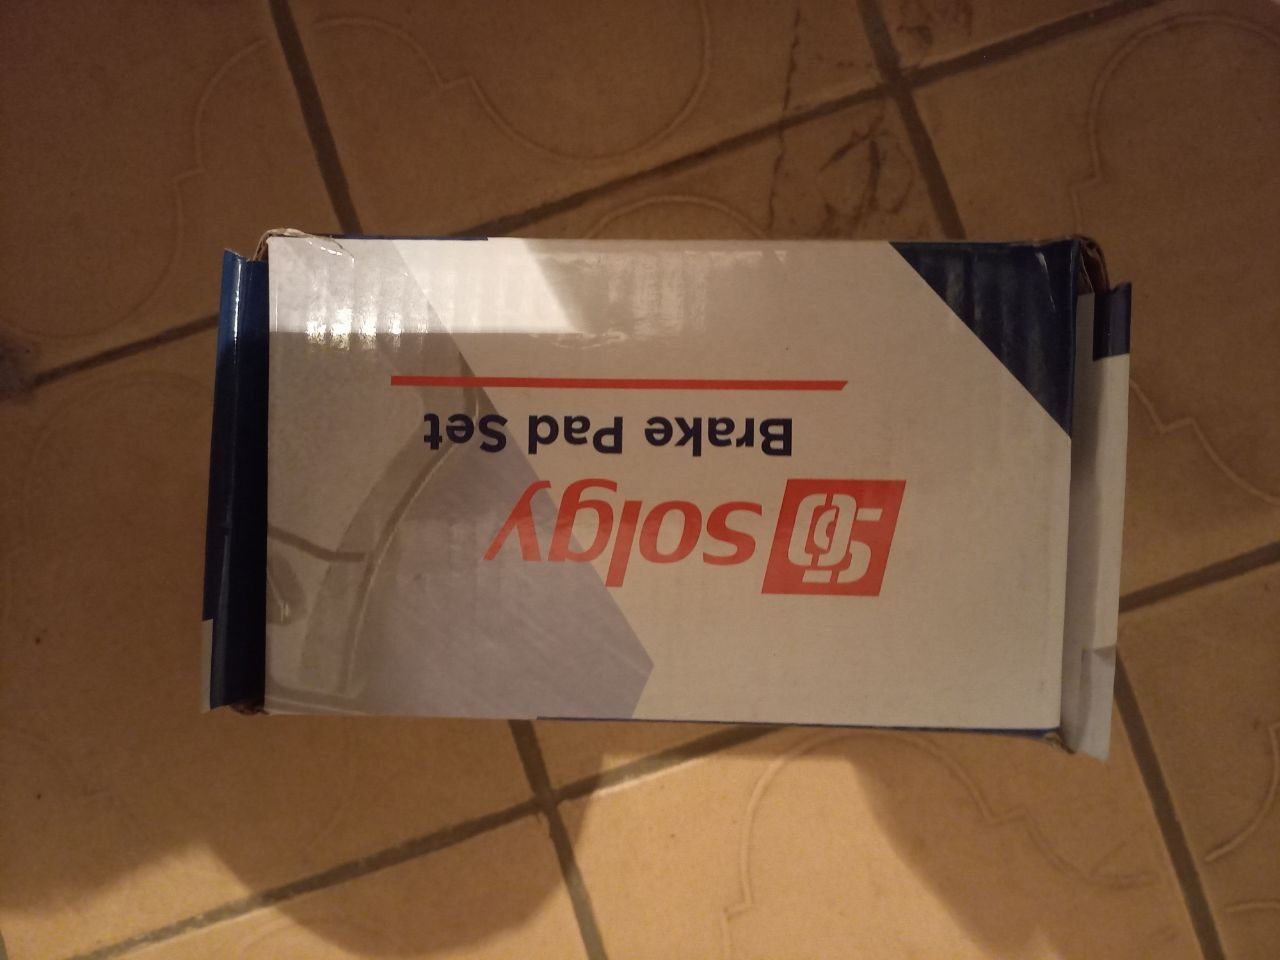 solgy
Brake Pad Set